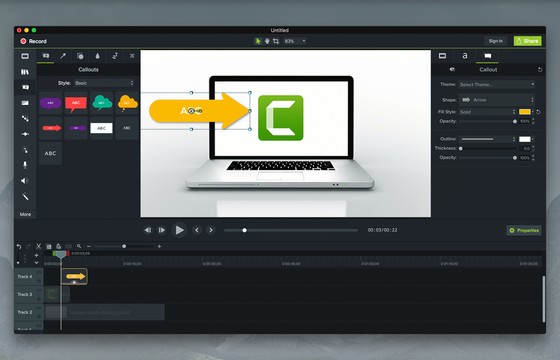 Untitled
Record
83%
Sign In
Share
Callouts
Style: Basic
ABC
ABC
ABC
ABC
ABC
ABC
ABC
ABC
More
a
Callout
Theme: Select Theme...
Shape: Arrow
Fill Style: Solid
Opacity: 100%
Outline:
Thickness: 0.0
Opacity: 100%
00:03/00:22
Properties
Track 4
Track 3
Track 2